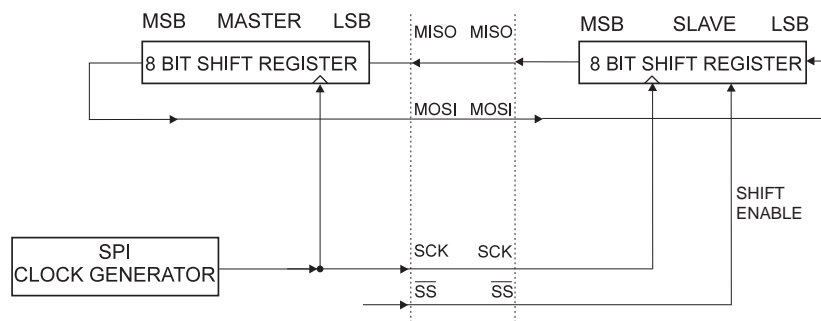 MSB MASTER LSB
MISO MISO
MSB SLAVE LSB
8 BIT SHIFT REGISTER
8 BIT SHIFT REGISTER
MOSI MOSI
SHIFT
ENABLE
SPI
CLOCK GENERATOR
SCK SCK
SS SS